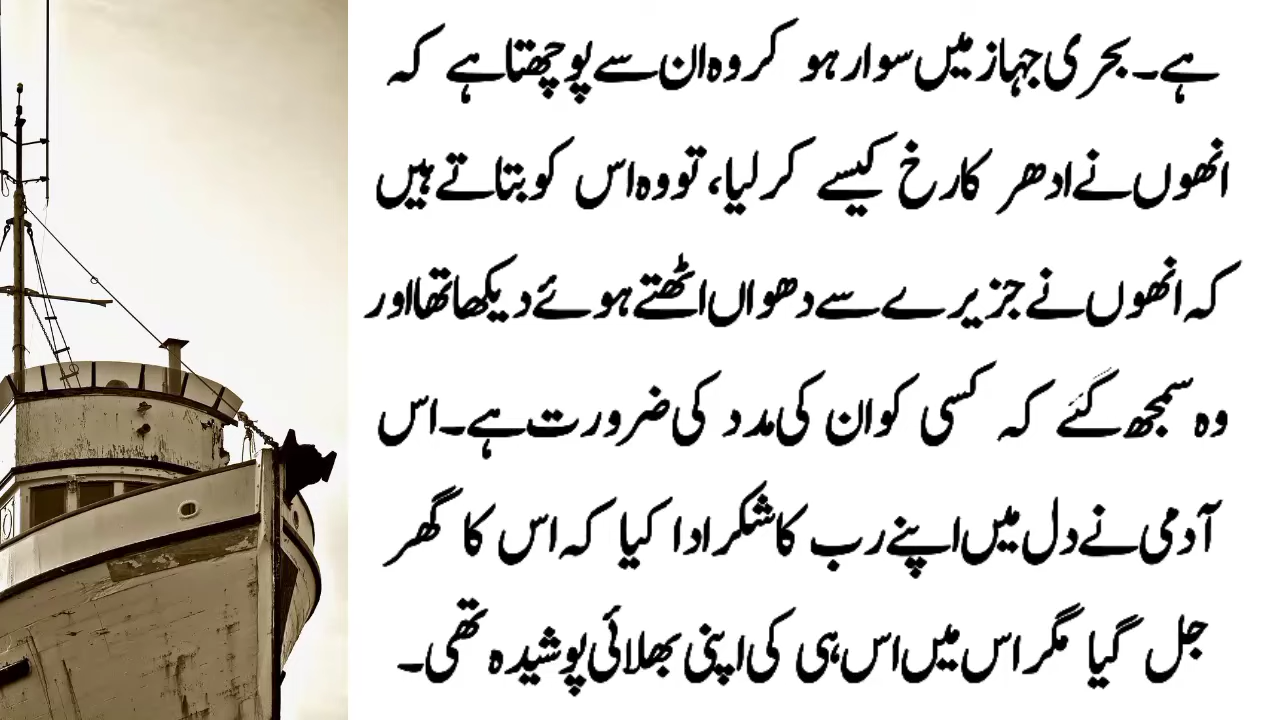 ہے۔ بحری جہاز میں سوار ہو کر وہ ان سے پوچھتا ہے کہ
انھوں نے ادھر کا رخ کیسے کر لیا، تو وہ اس کو بتاتے ہیں
کہ انھوں نے جزیرے سے دھواں اٹھتے ہوئے دیکھا تھا اور
وہ سمجھ گئے کہ کسی کو ان کی مدد کی ضرورت ہے۔ اس
آدمی نے دل میں اپنے رب کا شکر ادا کیا کہ اس کا گھر
جل گیا مگر اس میں اس ہی کی اپنی بھلائی پوشیدہ تھی۔